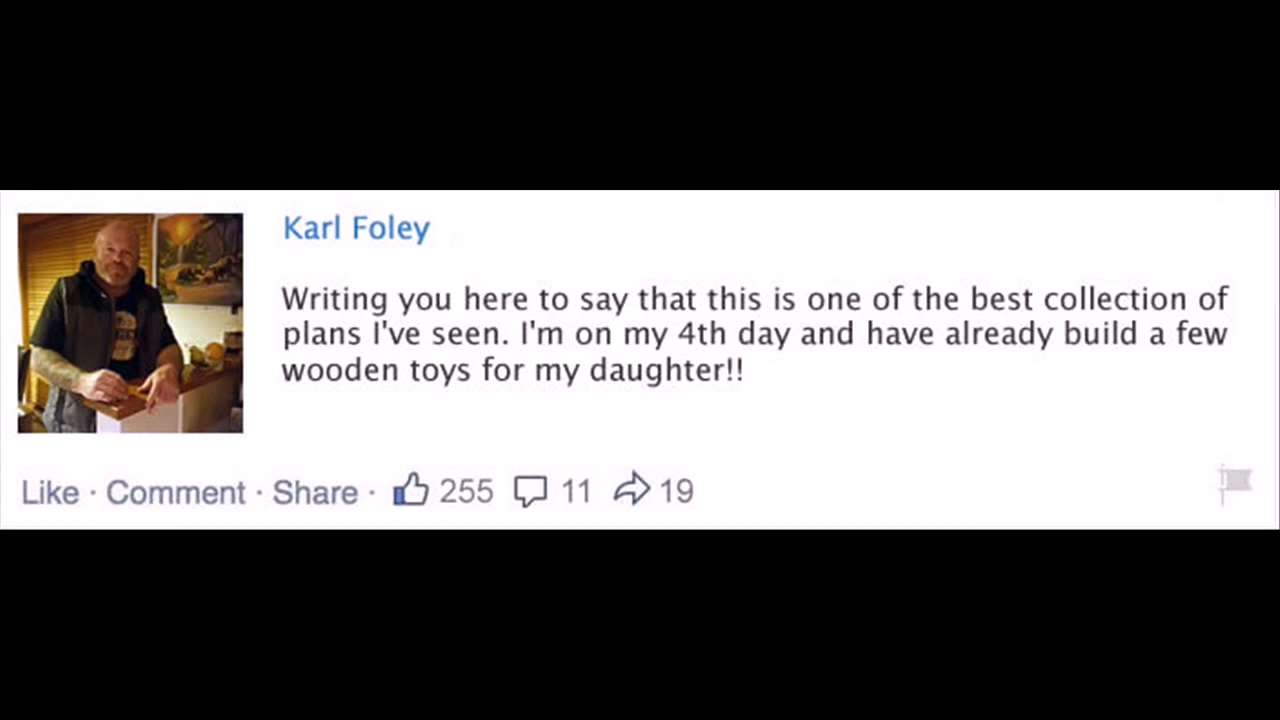 Karl Foley
Writing you here to say that this is one of the best collection of
plans I've seen. I'm on my 4th day and have already build a few
wooden toys for my daughter!!
Like · Comment · Share · 255 11 19